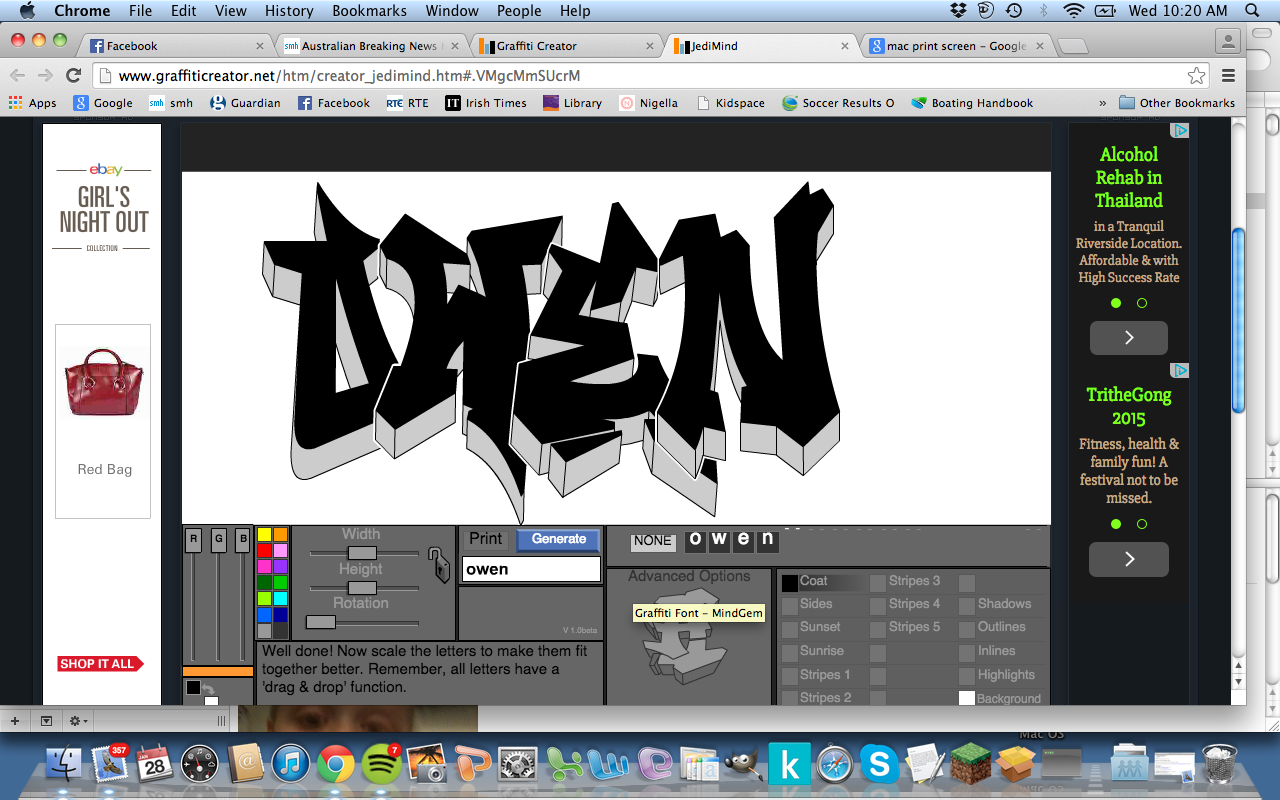 Chrome File Edit View History Bookmarks Window People Help Wed 10:20 AM
Facebook smh Australian Breaking News Graffiti Creator JediMind mac print screen – Google
www.graffiticreator.net/htm/creator_jedimind.htm#.VMgcMmSUcrM
Apps Google smh smh Guardian Facebook RTÉ RTE IT Irish Times Library Nigella Kidspace Soccer Results O Boating Handbook » Other Bookmarks
SPONSOR AD
ebay
GIRL'S
NIGHT OUT
COLLECTION
Red Bag
SHOP IT ALL
OWEN
Alcohol
Rehab in
Thailand
in a Tranquil
Riverside Location.
Affordable & with
High Success Rate
TritheGong
2015
Fitness, health &
family fun! A
festival not to be
missed.
R G B
Width
Height
Rotation
Print Generate
owen
V 1.0beta
Well done! Now scale the letters to make them fit
together better. Remember, all letters have a
'drag & drop' function.
NONE o w e n
Advanced Options
Graffiti Font – MindGem
Coat Stripes 3
Sides Stripes 4 Shadows
Sunset Stripes 5 Outlines
Sunrise Inlines
Stripes 1 Highlights
Stripes 2 Background
Mac OS
357
JAN
28
7
k